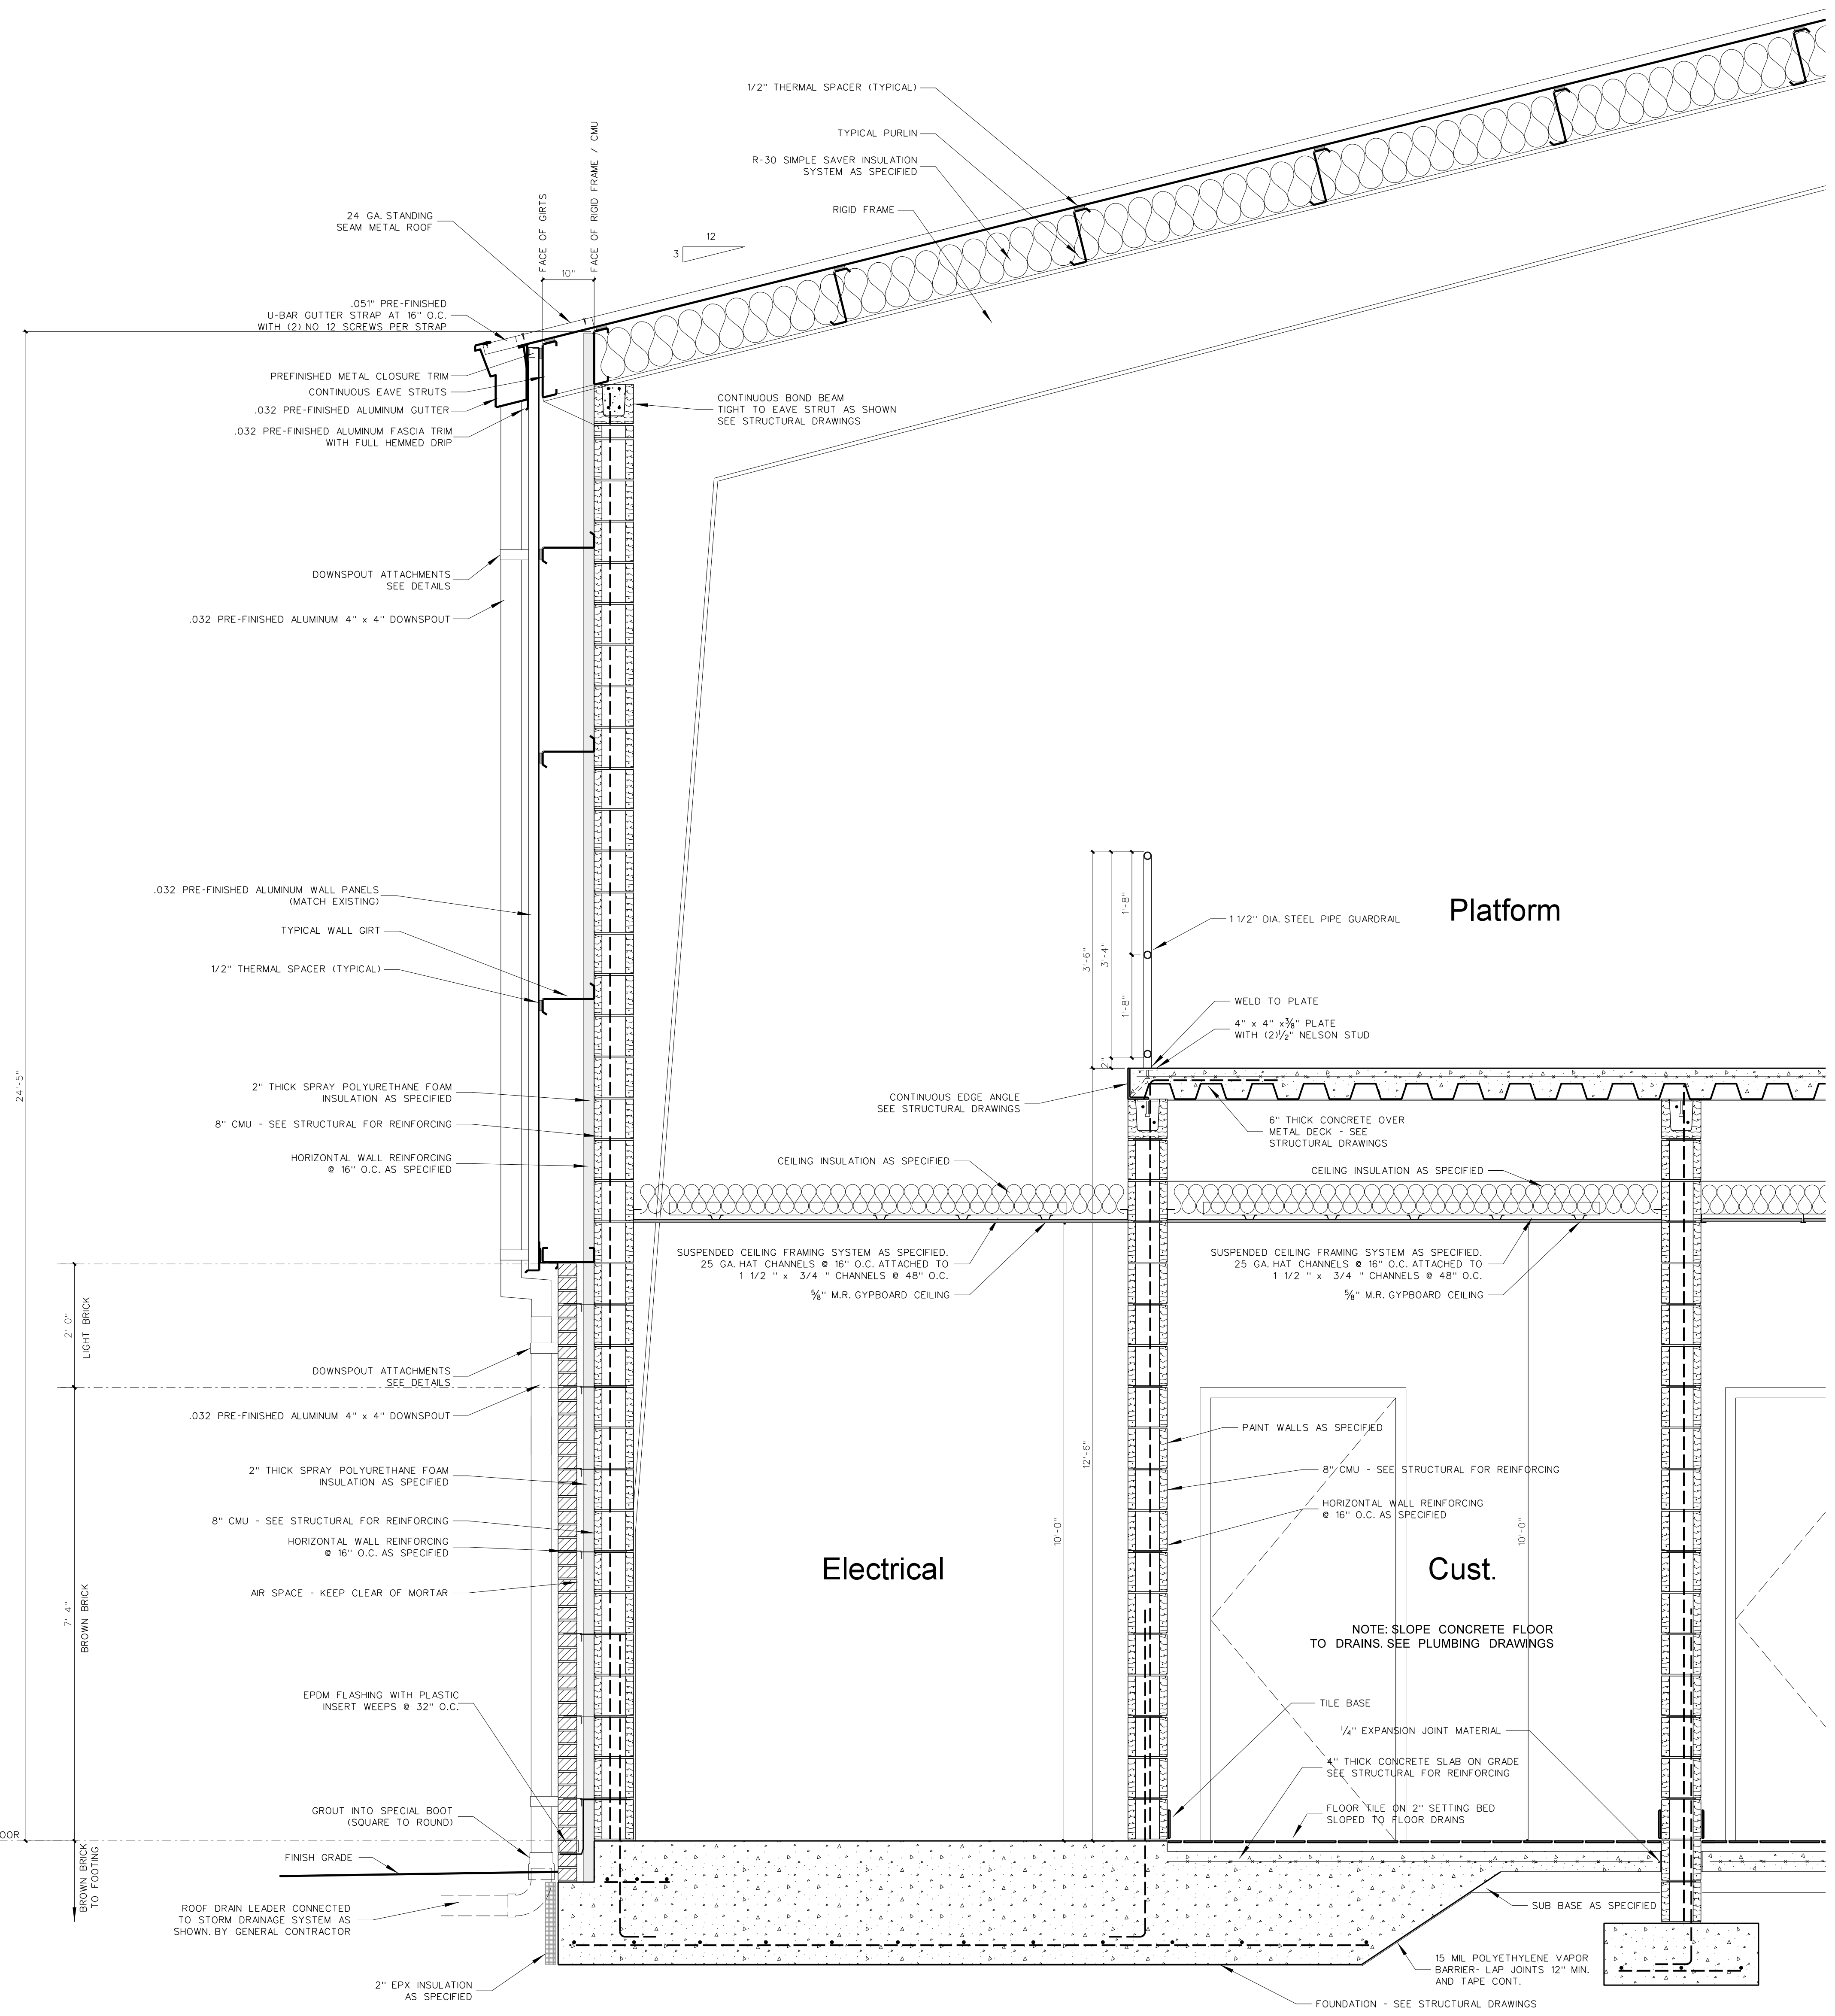 1/2" THERMAL SPACER (TYPICAL)
TYPICAL PURLIN
R-30 SIMPLE SAVER INSULATION
SYSTEM AS SPECIFIED
RIGID FRAME
FACE OF GIRTS
FACE OF RIGID FRAME / CMU
24 GA. STANDING
SEAM METAL ROOF
12
3
10"
.051" PRE-FINISHED
U-BAR GUTTER STRAP AT 16" O.C.
WITH (2) NO 12 SCREWS PER STRAP
PREFINISHED METAL CLOSURE TRIM
CONTINUOUS EAVE STRUTS
.032 PRE-FINISHED ALUMINUM GUTTER
.032 PRE-FINISHED ALUMINUM FASCIA TRIM
WITH FULL HEMMED DRIP
CONTINUOUS BOND BEAM
TIGHT TO EAVE STRUT AS SHOWN
SEE STRUCTURAL DRAWINGS
DOWNSPOUT ATTACHMENTS
SEE DETAILS
.032 PRE-FINISHED ALUMINUM 4" x 4" DOWNSPOUT
.032 PRE-FINISHED ALUMINUM WALL PANELS
(MATCH EXISTING)
TYPICAL WALL GIRT
1/2" THERMAL SPACER (TYPICAL)
24'-5"
Platform
1'-8"
3'-6"
3'-4"
1'-8"
2"
1 1/2" DIA. STEEL PIPE GUARDRAIL
WELD TO PLATE
4" x 4" x 3/8" PLATE
WITH (2) 1/2" NELSON STUD
2" THICK SPRAY POLYURETHANE FOAM
INSULATION AS SPECIFIED
8" CMU - SEE STRUCTURAL FOR REINFORCING
HORIZONTAL WALL REINFORCING
@ 16" O.C. AS SPECIFIED
CONTINUOUS EDGE ANGLE
SEE STRUCTURAL DRAWINGS
6" THICK CONCRETE OVER
METAL DECK - SEE
STRUCTURAL DRAWINGS
CEILING INSULATION AS SPECIFIED
CEILING INSULATION AS SPECIFIED
SUSPENDED CEILING FRAMING SYSTEM AS SPECIFIED.
25 GA. HAT CHANNELS @ 16" O.C. ATTACHED TO
1 1/2 " x 3/4 " CHANNELS @ 48" O.C.
5/8" M.R. GYPBOARD CEILING
SUSPENDED CEILING FRAMING SYSTEM AS SPECIFIED.
25 GA. HAT CHANNELS @ 16" O.C. ATTACHED TO
1 1/2 " x 3/4 " CHANNELS @ 48" O.C.
5/8" M.R. GYPBOARD CEILING
2'-0"
LIGHT BRICK
DOWNSPOUT ATTACHMENTS
SEE DETAILS
.032 PRE-FINISHED ALUMINUM 4" x 4" DOWNSPOUT
2" THICK SPRAY POLYURETHANE FOAM
INSULATION AS SPECIFIED
8" CMU - SEE STRUCTURAL FOR REINFORCING
HORIZONTAL WALL REINFORCING
@ 16" O.C. AS SPECIFIED
AIR SPACE - KEEP CLEAR OF MORTAR
7'-4"
BROWN BRICK
12'-6"
10'-0"
10'-0"
PAINT WALLS AS SPECIFIED
8" CMU - SEE STRUCTURAL FOR REINFORCING
HORIZONTAL WALL REINFORCING
@ 16" O.C. AS SPECIFIED
Electrical
Cust.
NOTE: SLOPE CONCRETE FLOOR
TO DRAINS. SEE PLUMBING DRAWINGS
EPDM FLASHING WITH PLASTIC
INSERT WEEPS @ 32" O.C.
TILE BASE
1/4" EXPANSION JOINT MATERIAL
4" THICK CONCRETE SLAB ON GRADE
SEE STRUCTURAL FOR REINFORCING
FLOOR TILE ON 2" SETTING BED
SLOPED TO FLOOR DRAINS
GROUT INTO SPECIAL BOOT
(SQUARE TO ROUND)
OOR
FINISH GRADE
BROWN BRICK
TO FOOTING
ROOF DRAIN LEADER CONNECTED
TO STORM DRAINAGE SYSTEM AS
SHOWN. BY GENERAL CONTRACTOR
2" EPX INSULATION
AS SPECIFIED
SUB BASE AS SPECIFIED
15 MIL POLYETHYLENE VAPOR
BARRIER- LAP JOINTS 12" MIN.
AND TAPE CONT.
FOUNDATION - SEE STRUCTURAL DRAWINGS